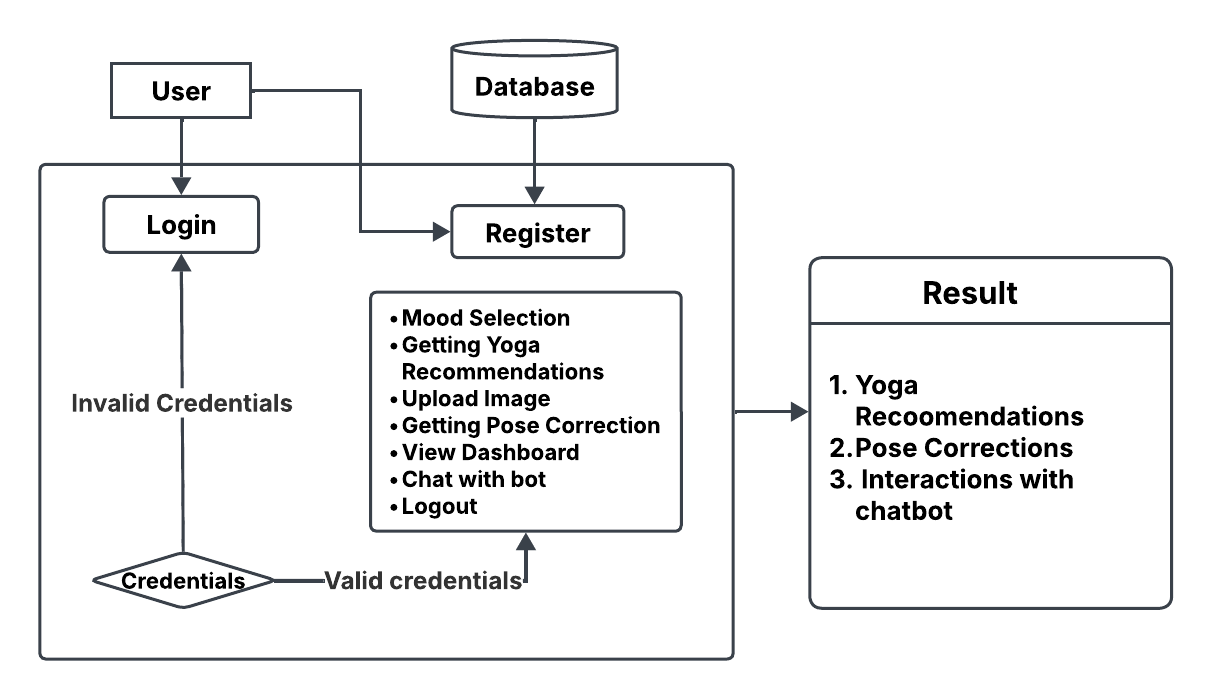 User
Database
Login
Register
• Mood Selection
• Getting Yoga
Recommendations
• Upload Image
• Getting Pose Correction
• View Dashboard
• Chat with bot
• Logout
Invalid Credentials
Credentials
Valid credentials
Result
1. Yoga
Recoomendations
2.Pose Corrections
3. Interactions with
chatbot